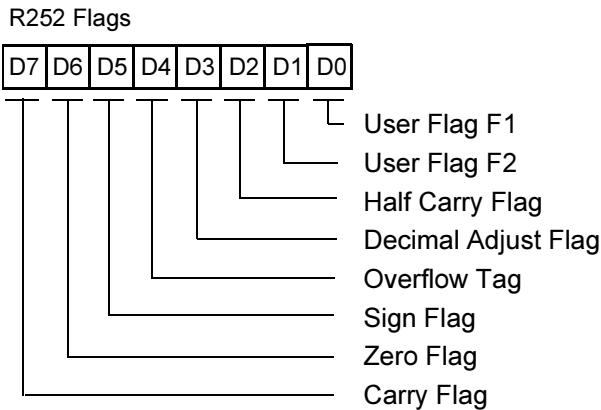 R252 Flags
D7 D6 D5 D4 D3 D2 D1 D0
User Flag F1
User Flag F2
Half Carry Flag
Decimal Adjust Flag
Overflow Tag
Sign Flag
Zero Flag
Carry Flag